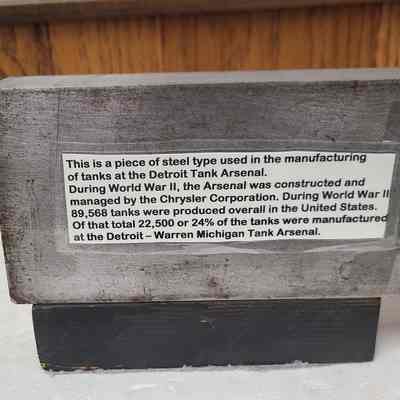 This is a piece of steel type used in the manufacturing
of tanks at the Detroit Tank Arsenal.
During World War II, the Arsenal was constructed and
managed by the Chrysler Corporation. During World War II
89,568 tanks were produced overall in the United States.
Of that total 22,500 or 24% of the tanks were manufactured
at the Detroit – Warren Michigan Tank Arsenal.